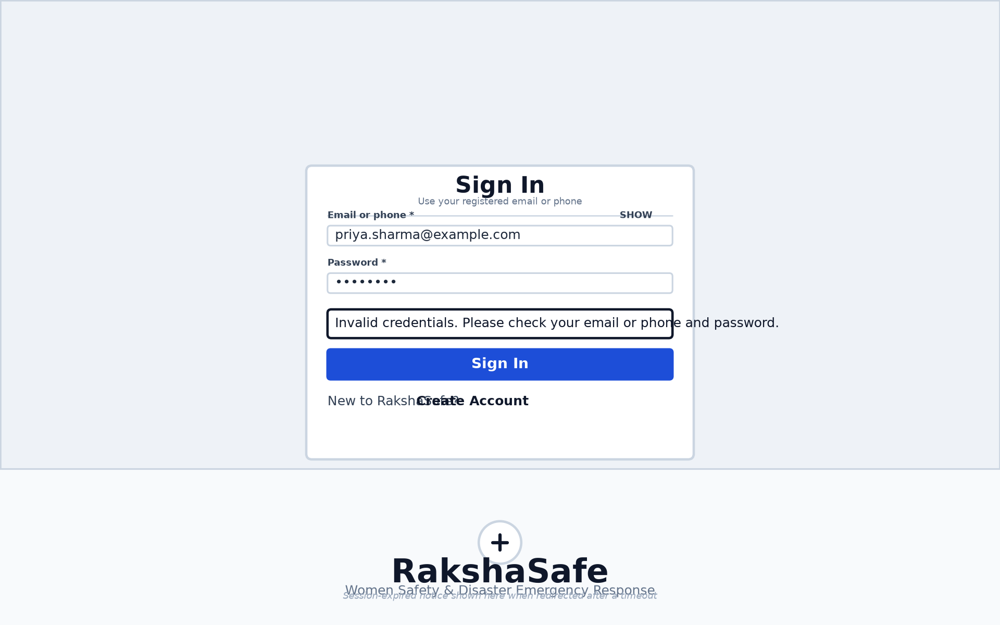 Sign In
Use your registered email or phone
Email or phone * SHOW
priya.sharma@example.com
Password *
••••••••
Invalid credentials. Please check your email or phone and password.
Sign In
New to RakshaSafe? Create Account
RakshaSafe
Women Safety & Disaster Emergency Response
Session-expired notice shown here when redirected after a timeout